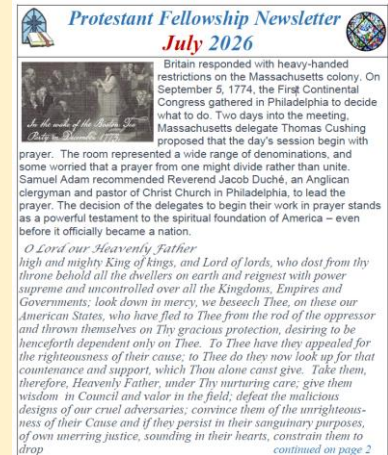 Protestant Fellowship Newsletter
July 2026
In the wake of the Boston Tea
Party in December 1774,
Britain responded with heavy-handed
restrictions on the Massachusetts colony. On
September 5, 1774, the First Continental
Congress gathered in Philadelphia to decide
what to do. Two days into the meeting,
Massachusetts delegate Thomas Cushing
proposed that the day's session begin with
prayer. The room represented a wide range of denominations, and
some worried that a prayer from one might divide rather than unite.
Samuel Adam recommended Reverend Jacob Duché, an Anglican
clergyman and pastor of Christ Church in Philadelphia, to lead the
prayer. The decision of the delegates to begin their work in prayer stands
as a powerful testament to the spiritual foundation of America – even
before it officially became a nation.
O Lord our Heavenly Father
high and mighty King of kings, and Lord of lords, who dost from thy
throne behold all the dwellers on earth and reignest with power
supreme and uncontrolled over all the Kingdoms, Empires and
Governments; look down in mercy, we beseech Thee, on these our
American States, who have fled to Thee from the rod of the oppressor
and thrown themselves on Thy gracious protection, desiring to be
henceforth dependent only on Thee. To Thee have they appealed for
the righteousness of their cause; to Thee do they now look up for that
countenance and support, which Thou alone canst give. Take them,
therefore, Heavenly Father, under Thy nurturing care; give them
wisdom in Council and valor in the field; defeat the malicious
designs of our cruel adversaries; convince them of the unrighteous-
ness of their Cause and if they persist in their sanguinary purposes,
of own unerring justice, sounding in their hearts, constrain them to
drop continued on page 2